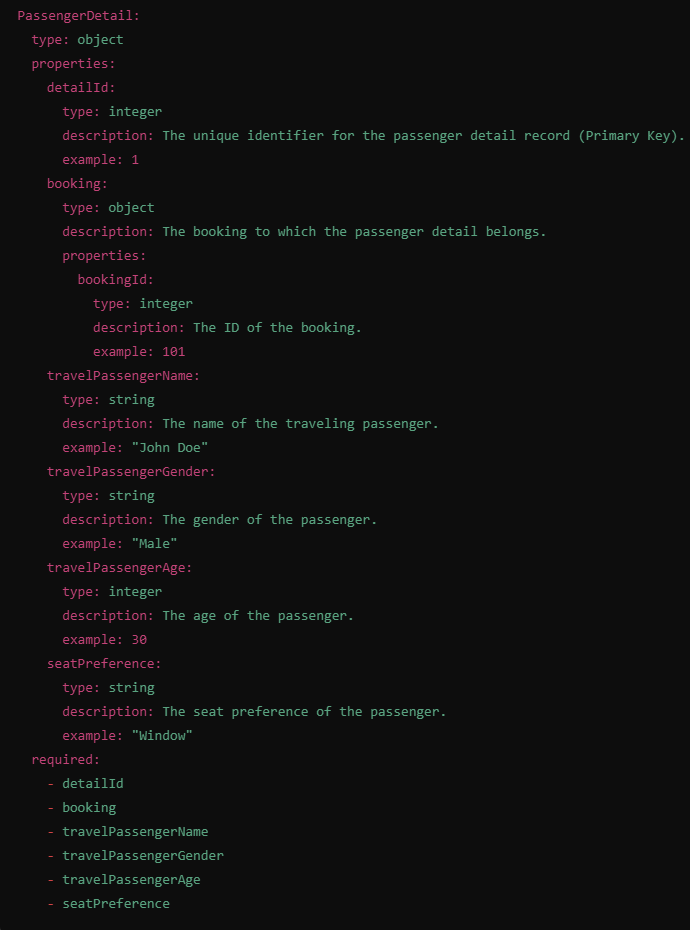 PassengerDetail:
  type: object
  properties:
    detailId:
      type: integer
      description: The unique identifier for the passenger detail record (Primary Key).
      example: 1
    booking:
      type: object
      description: The booking to which the passenger detail belongs.
      properties:
        bookingId:
          type: integer
          description: The ID of the booking.
          example: 101
    travelPassengerName:
      type: string
      description: The name of the traveling passenger.
      example: "John Doe"
    travelPassengerGender:
      type: string
      description: The gender of the passenger.
      example: "Male"
    travelPassengerAge:
      type: integer
      description: The age of the passenger.
      example: 30
    seatPreference:
      type: string
      description: The seat preference of the passenger.
      example: "Window"
  required:
    - detailId
    - booking
    - travelPassengerName
    - travelPassengerGender
    - travelPassengerAge
    - seatPreference